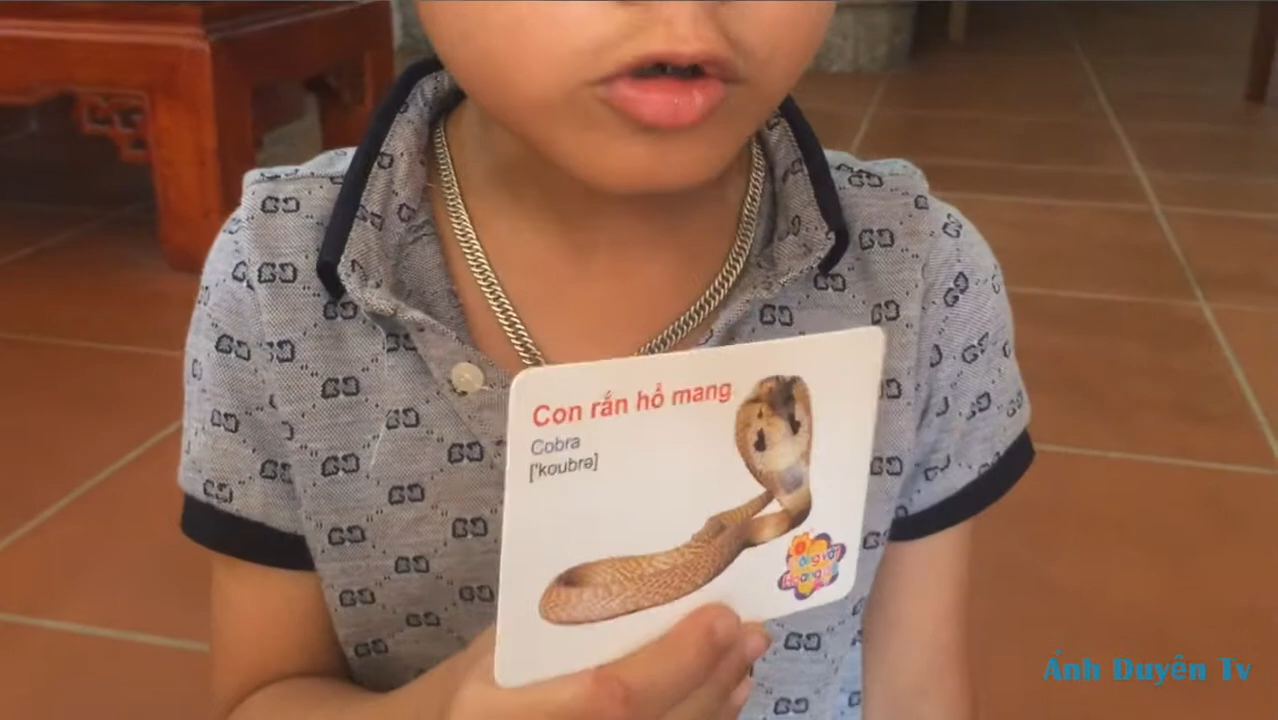 Con rắn hổ mang
Cobra
['koubrə]
Ánh Duyên Tv